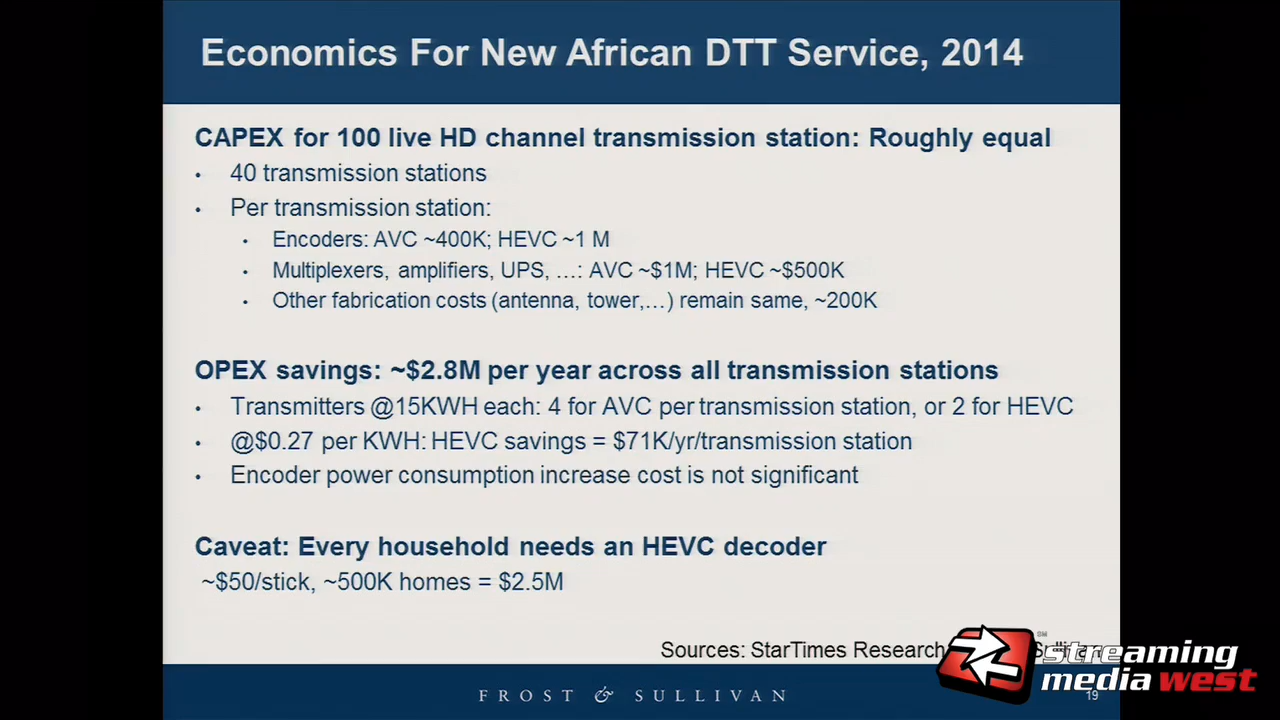 Economics For New African DTT Service, 2014
CAPEX for 100 live HD channel transmission station: Roughly equal
• 40 transmission stations
• Per transmission station:
• Encoders: AVC ~400K; HEVC ~1 M
• Multiplexers, amplifiers, UPS, …: AVC ~$1M; HEVC ~$500K
• Other fabrication costs (antenna, tower,…) remain same, ~200K
OPEX savings: ~$2.8M per year across all transmission stations
• Transmitters @15KWH each: 4 for AVC per transmission station, or 2 for HEVC
• @$0.27 per KWH: HEVC savings = $71K/yr/transmission station
• Encoder power consumption increase cost is not significant
Caveat: Every household needs an HEVC decoder
~$50/stick, ~500K homes = $2.5M
Sources: StarTimes Research
FROST & SULLIVAN
19
SM
streaming
media west